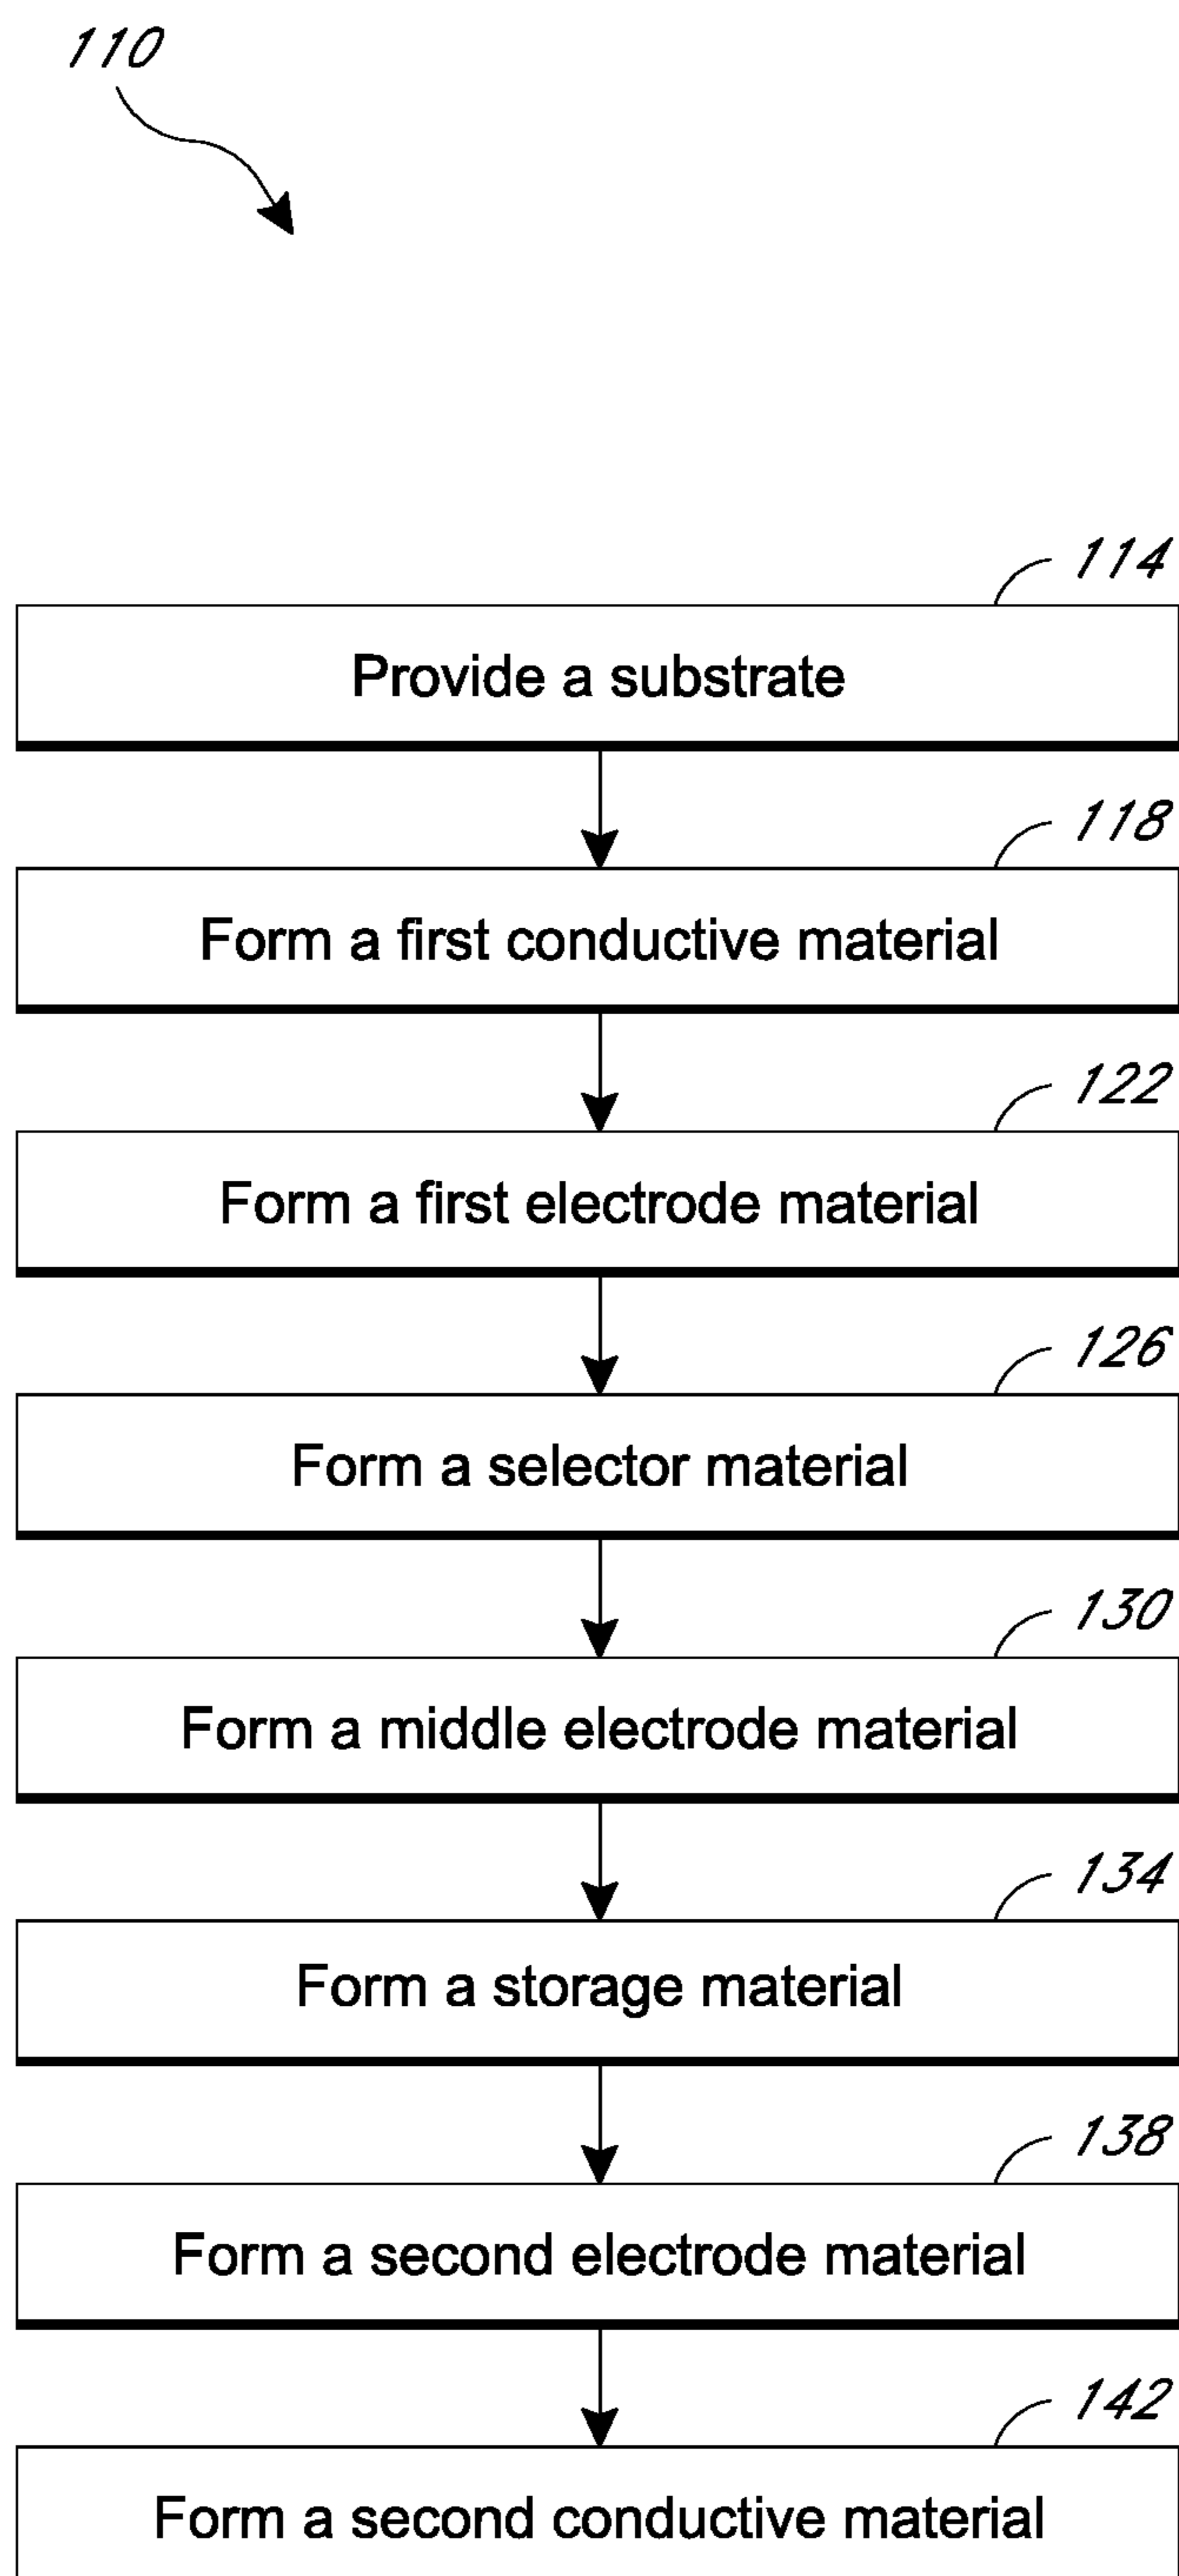 110
114
Provide a substrate
118
Form a first conductive material
122
Form a first electrode material
126
Form a selector material
130
Form a middle electrode material
134
Form a storage material
138
Form a second electrode material
142
Form a second conductive material